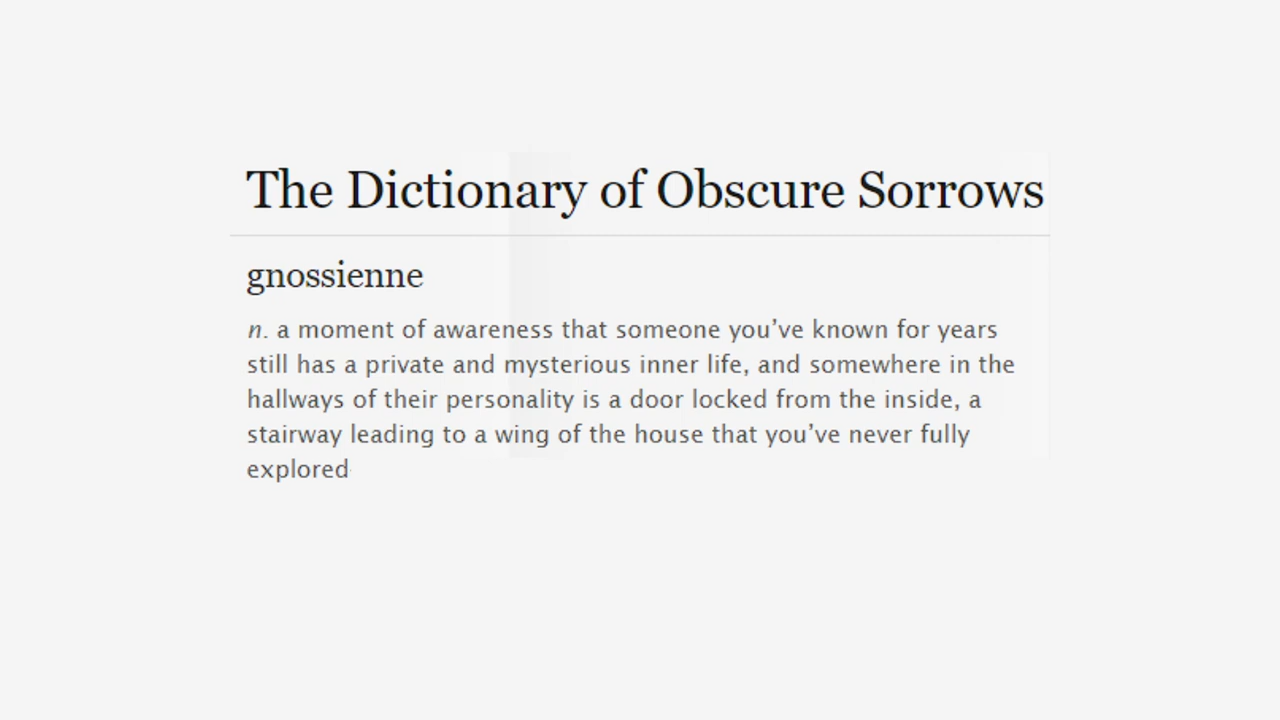 The Dictionary of Obscure Sorrows
gnossienne
n. a moment of awareness that someone you’ve known for years
still has a private and mysterious inner life, and somewhere in the
hallways of their personality is a door locked from the inside, a
stairway leading to a wing of the house that you’ve never fully
explored